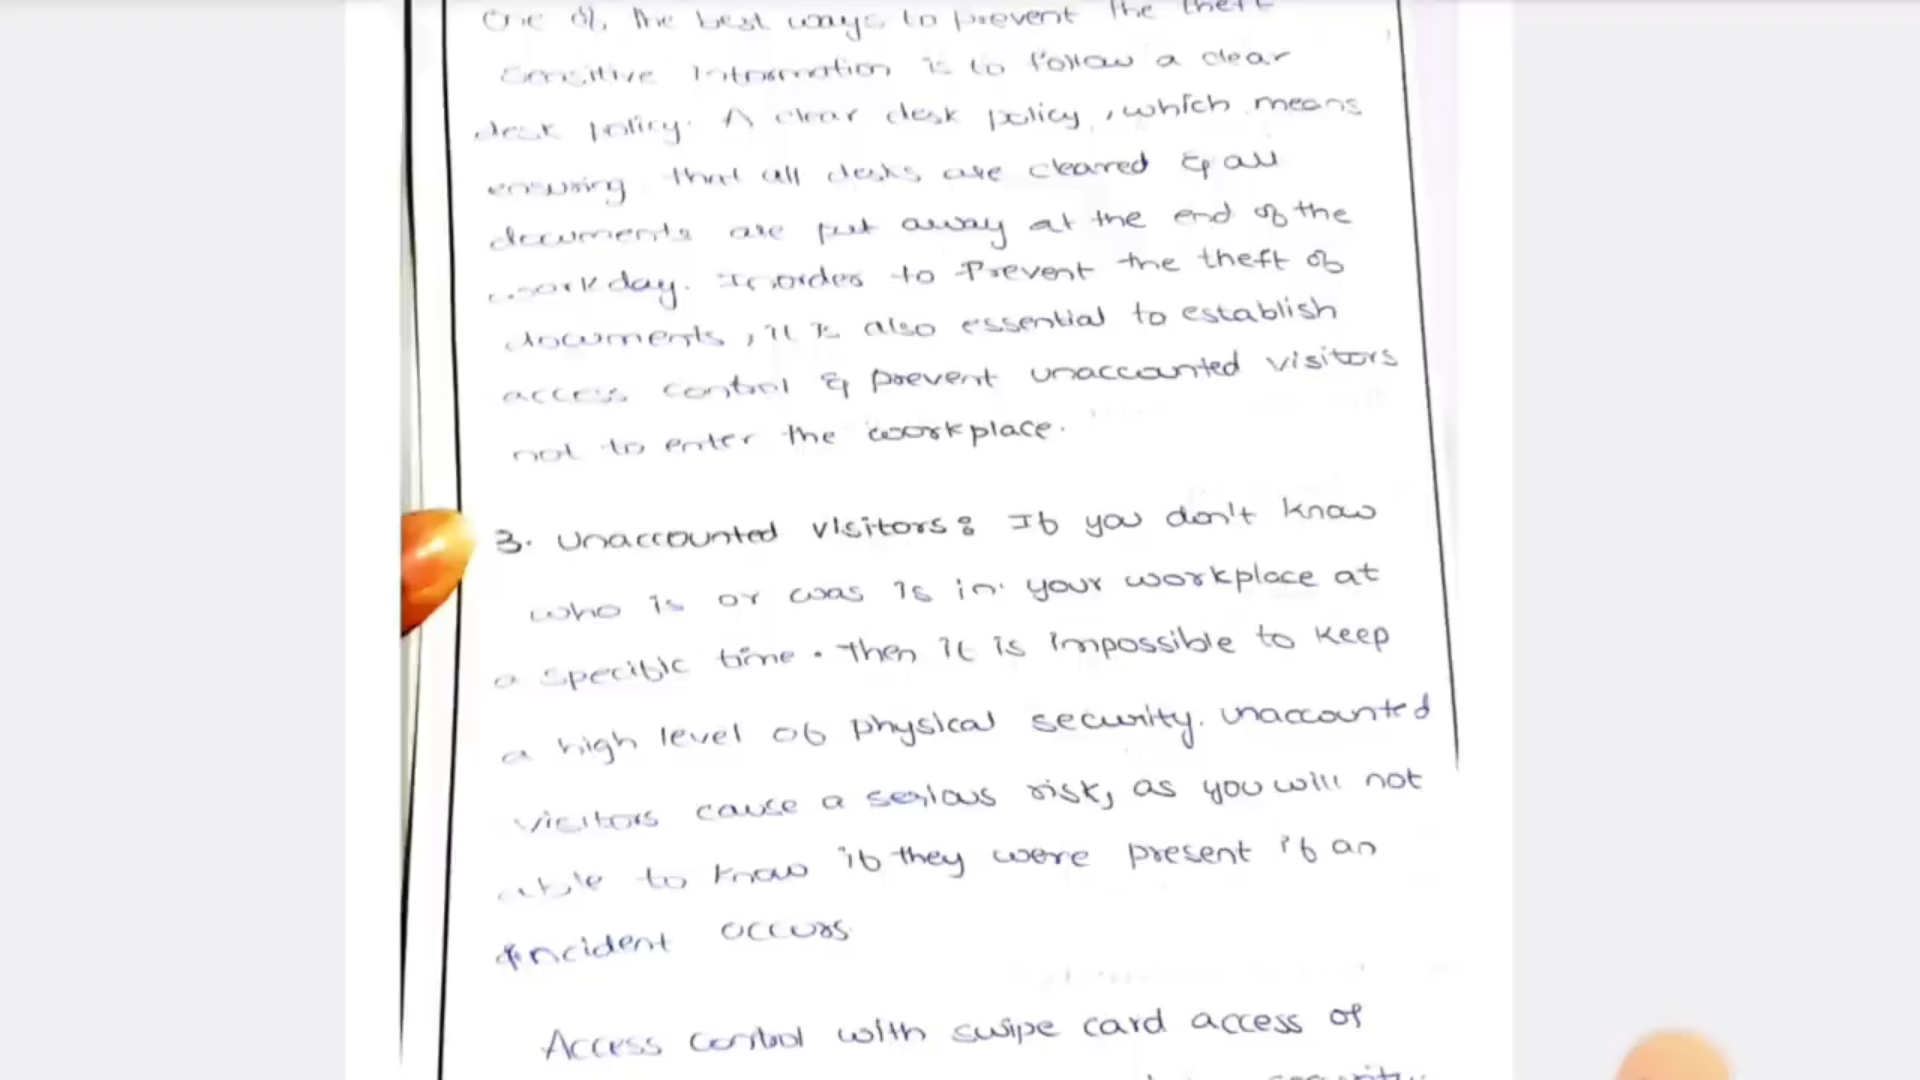 One of the best ways to prevent the theft
Sensitive Information is to follow a clear
desk policy. A clear desk policy, which means
ensuring that all desks are cleared & all
documents are put away at the end of the
workday. Inorder to Prevent the theft of
documents, it is also essential to establish
access control & prevent unaccounted visitors
not to enter the workplace.
3. Unaccounted Visitors: If you don't know
who is or was is in your workplace at
a specific time. Then it is Impossible to Keep
a high level of physical security. Unaccounted
visitors cause a serious risk, as you will not
able to know if they were present if an
incident occurs
Access control with swipe card access of